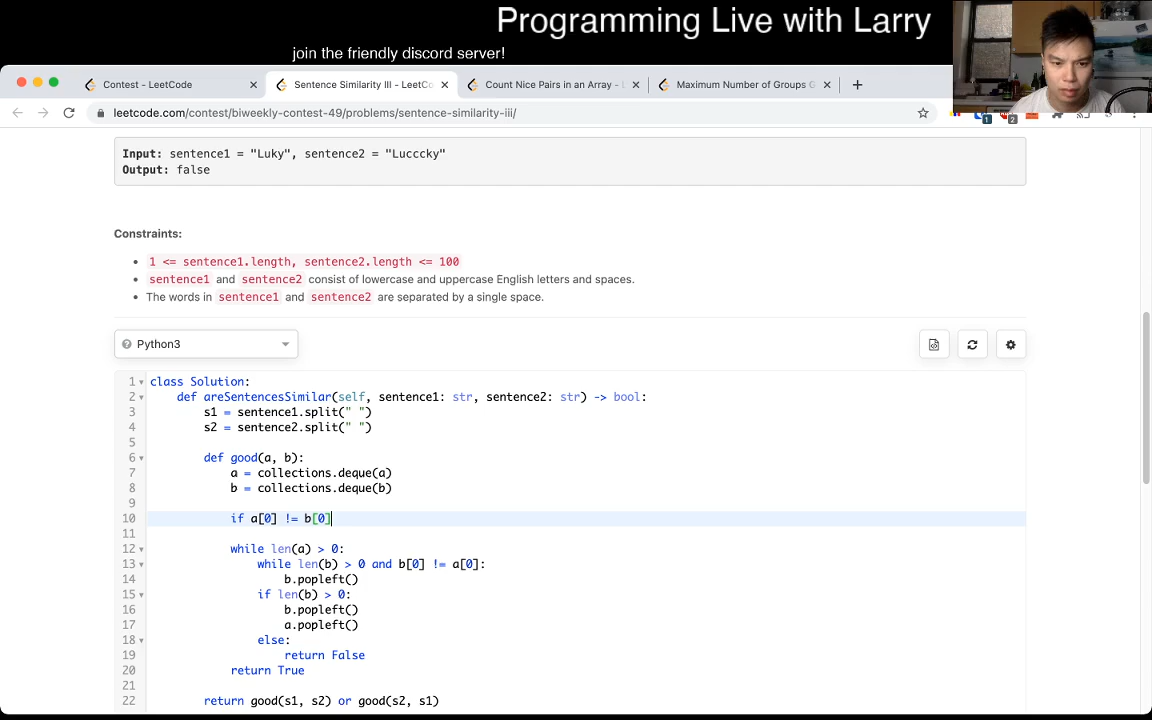 Programming Live with Larry
join the friendly discord server!
Contest - LeetCode
Sentence Similarity III - LeetCo
Count Nice Pairs in an Array - L
Maximum Number of Groups G
leetcode.com/contest/biweekly-contest-49/problems/sentence-similarity-iii/
Input: sentence1 = "Luky", sentence2 = "Lucccky"
Output: false
Constraints:
1 <= sentence1.length, sentence2.length <= 100
sentence1 and sentence2 consist of lowercase and uppercase English letters and spaces.
The words in sentence1 and sentence2 are separated by a single space.
Python3
1 class Solution:
2 def areSentencesSimilar(self, sentence1: str, sentence2: str) -> bool:
3 s1 = sentence1.split(" ")
4 s2 = sentence2.split(" ")
5
6 def good(a, b):
7 a = collections.deque(a)
8 b = collections.deque(b)
9
10 if a[0] != b[0]
11
12 while len(a) > 0:
13 while len(b) > 0 and b[0] != a[0]:
14 b.popleft()
15 if len(b) > 0:
16 b.popleft()
17 a.popleft()
18 else:
19 return False
20 return True
21
22 return good(s1, s2) or good(s2, s1)